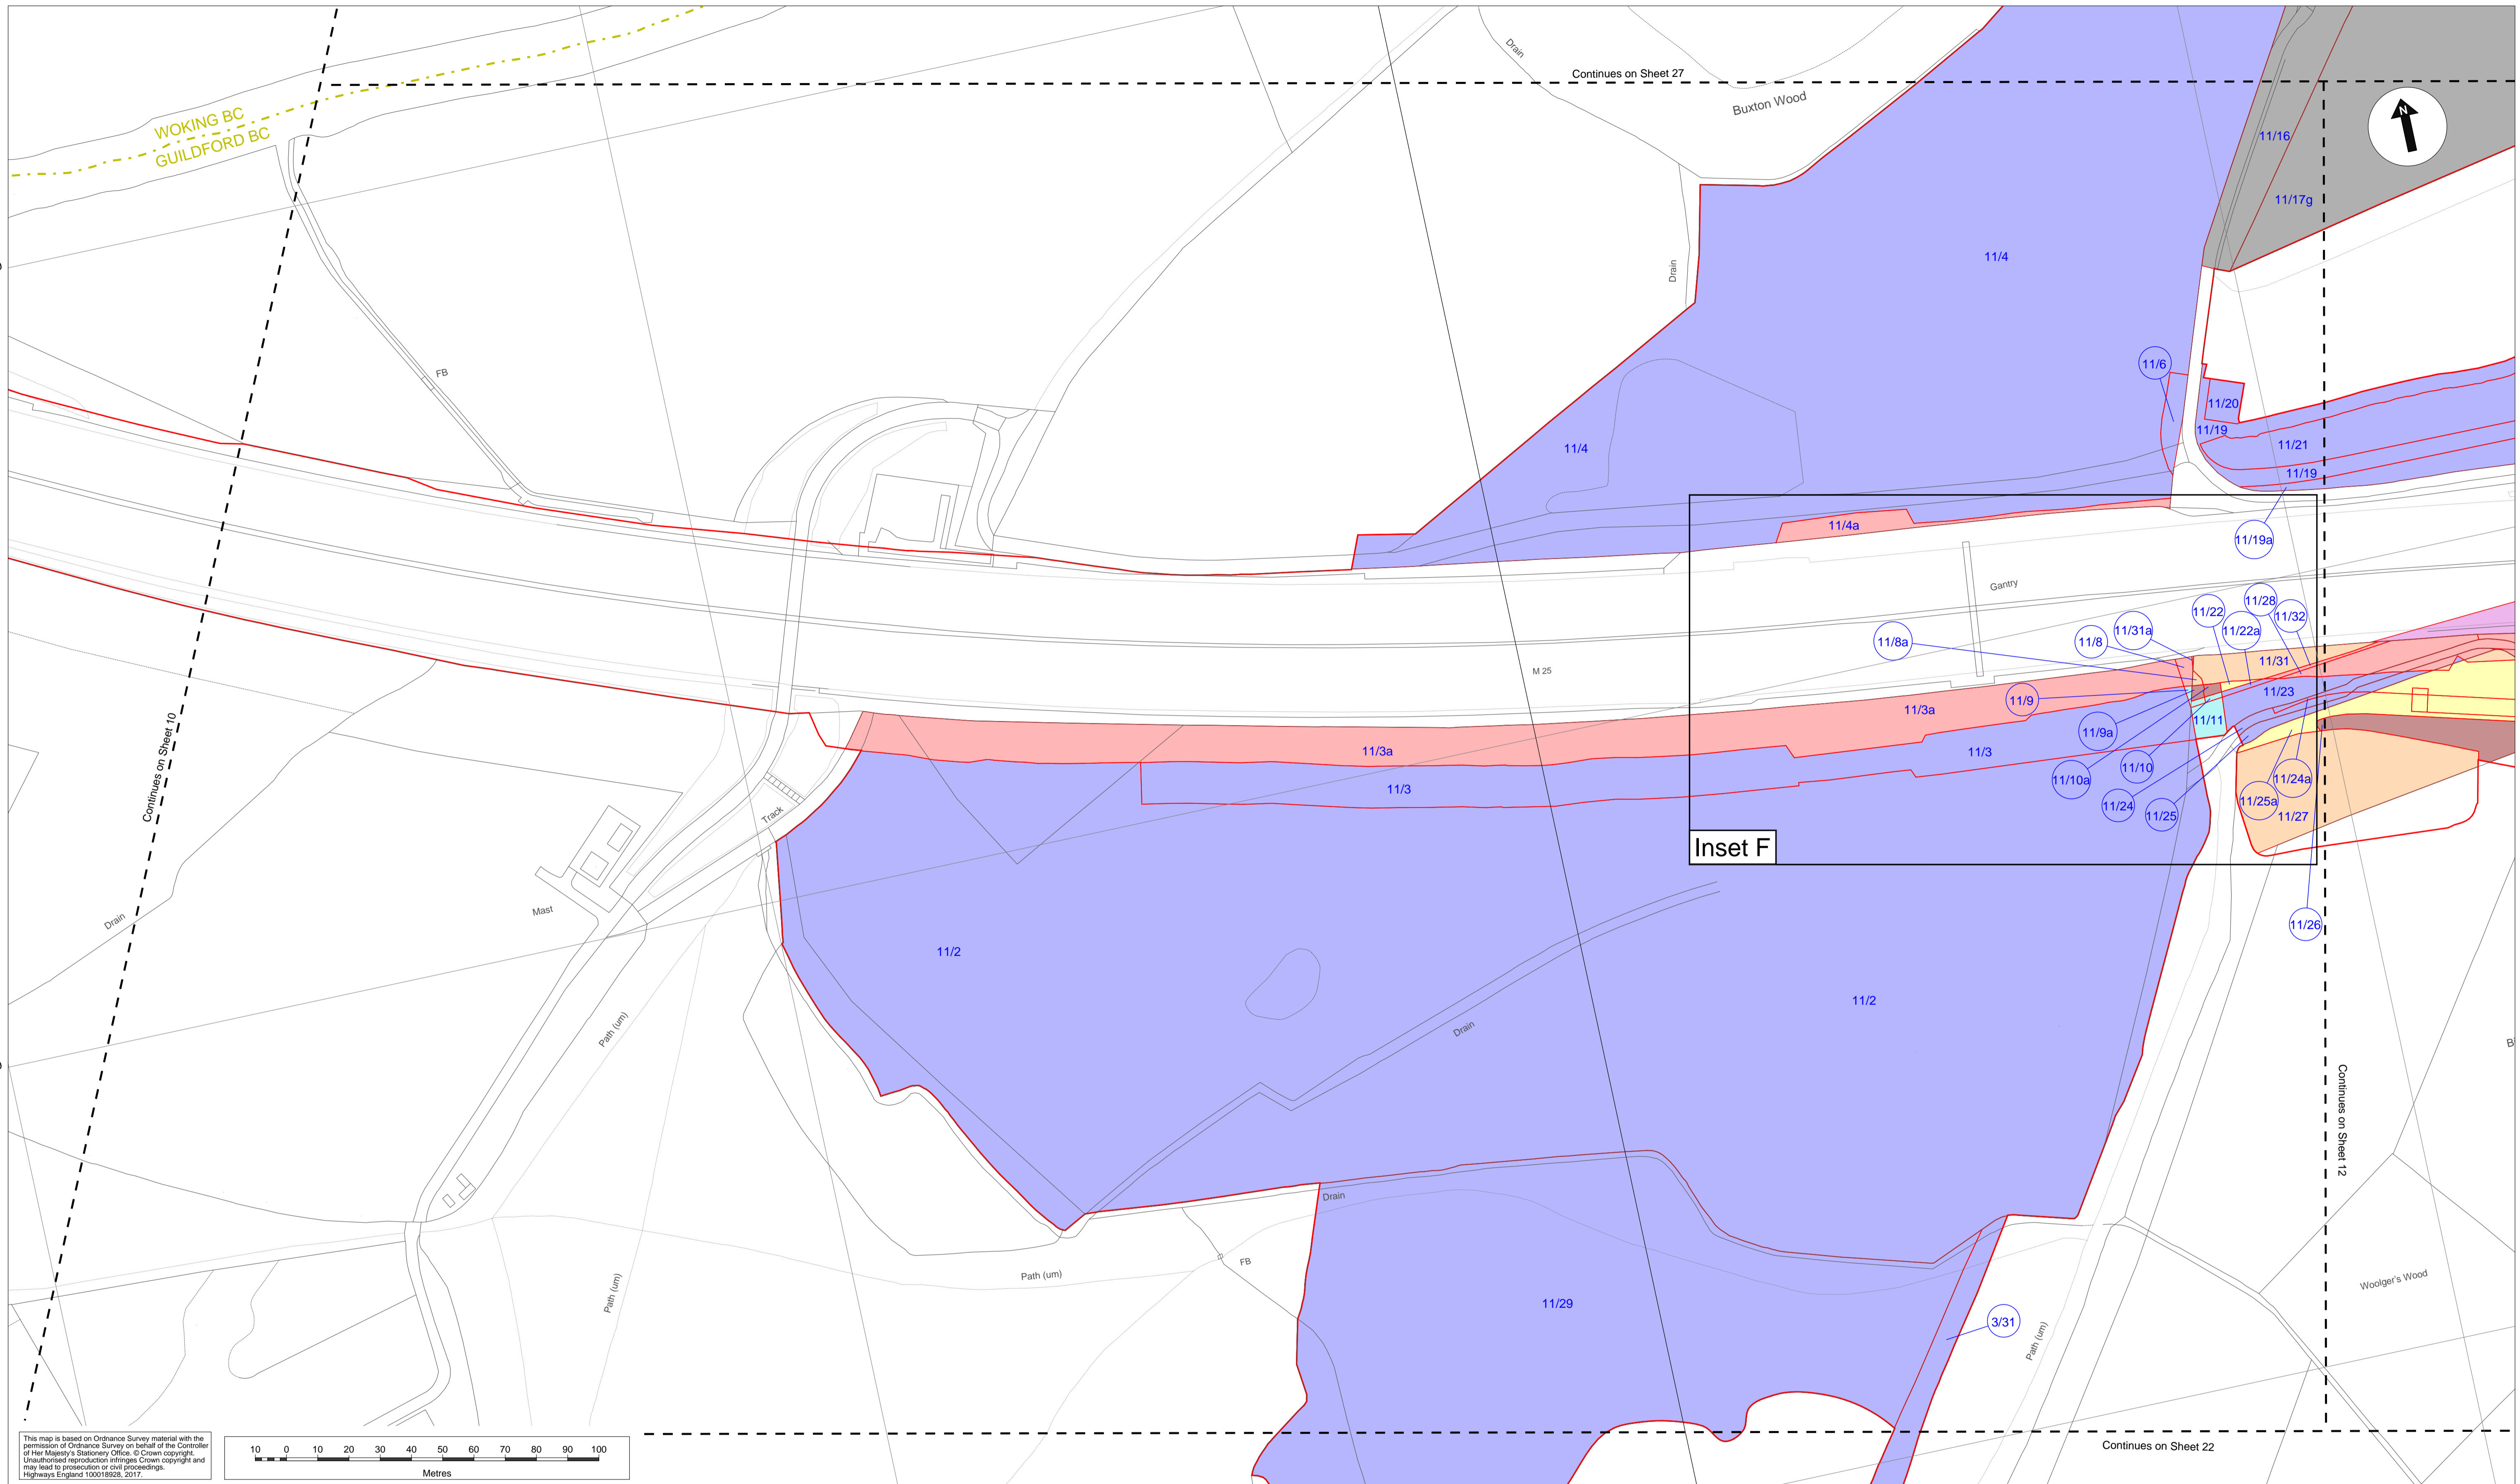 Continues on Sheet 27
Drain
Buxton Wood
N
WOKING BC
GUILDFORD BC
11/16
11/17g
11/4
Drain
FB
11/6
11/20
11/19
11/21
11/19
11/4
11/4a
11/19a
Gantry
11/28
11/22
11/32
11/31a
11/22a
11/8
11/8a
M 25
11/31
11/23
11/9
11/3a
11/11
11/9a
11/3a
11/3
11/10
11/10a
11/24a
11/3
11/25a
11/24
11/25
11/27
Continues on Sheet 10
Track
Inset F
Mast
Drain
11/26
11/2
11/2
Drain
Path (um)
Continues on Sheet 12
Drain
FB
Path (um)
Path (um)
11/29
3/31
Path (um)
Woolger's Wood
Continues on Sheet 22
This map is based on Ordnance Survey material with the
permission of Ordnance Survey on behalf of the Controller
of Her Majesty's Stationery Office. © Crown copyright.
Unauthorised reproduction infringes Crown copyright and
may lead to prosecution or civil proceedings.
Highways England 100018928, 2017.
10 0 10 20 30 40 50 60 70 80 90 100
Metres